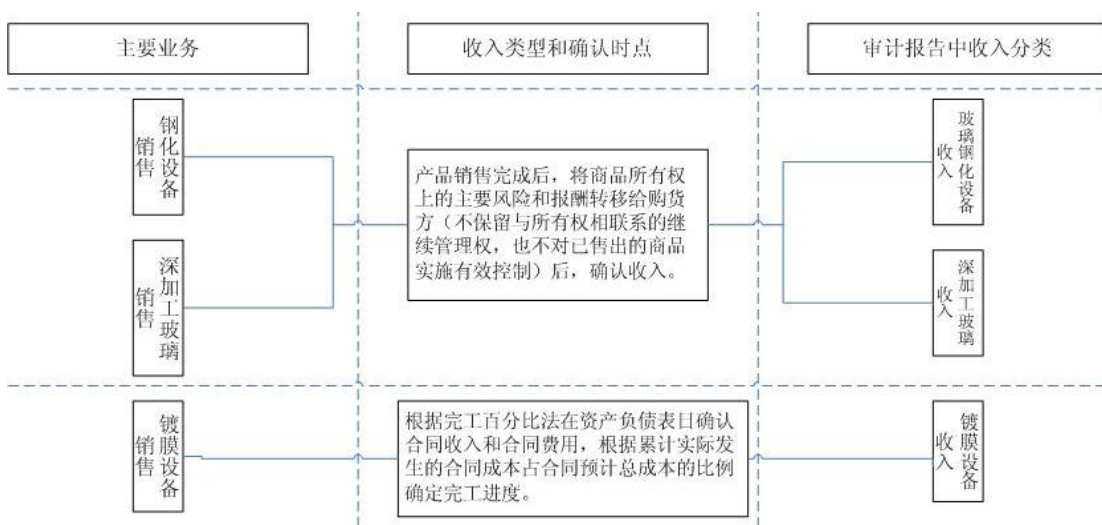 主要业务
收入类型和确认时点
审计报告中收入分类
钢化设备
销售
产品销售完成后，将商品所有权
上的主要风险和报酬转移给购货
方（不保留与所有权相联系的继
续管理权，也不对已售出的商品
实施有效控制）后，确认收入。
玻璃钢化设备
收入
深加工玻璃
销售
深加工玻璃
收入
镀膜设备
销售
根据完工百分比法在资产负债表日确认
合同收入和合同费用，根据累计实际发
生的合同成本占合同预计总成本的比例
确定完工进度。
镀膜设备
收入